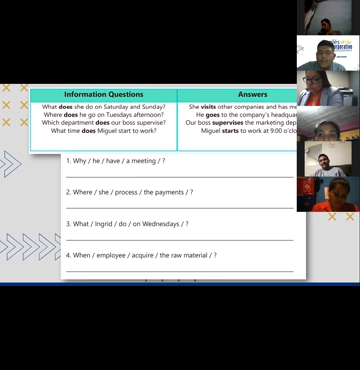 Information Questions
Answers
What does she do on Saturday and Sunday?
Where does he go on Tuesdays afternoon?
Which department does our boss supervise?
What time does Miguel start to work?
She visits other companies and has
He goes to the company's
Our boss supervises the marketing
Miguel starts to work at 9:00
1. Why / he / have / a meeting / ?
2. Where / she / process / the payments / ?
3. What / Ingrid / do / on Wednesdays / ?
4. When / employee / acquire / the raw material / ?